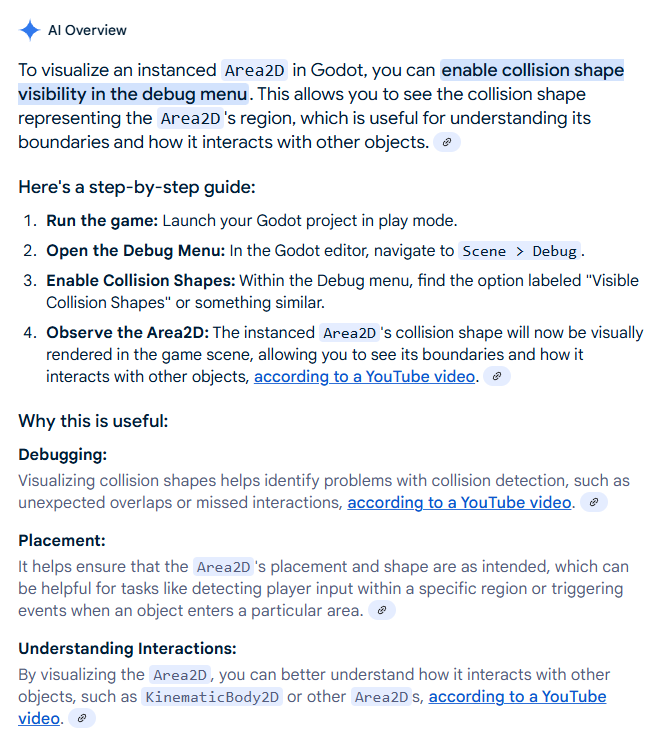 AI Overview
To visualize an instanced Area2D in Godot, you can enable collision shape
visibility in the debug menu. This allows you to see the collision shape
representing the Area2D's region, which is useful for understanding its
boundaries and how it interacts with other objects.
Here's a step-by-step guide:
1. Run the game: Launch your Godot project in play mode.
2. Open the Debug Menu: In the Godot editor, navigate to Scene > Debug.
3. Enable Collision Shapes: Within the Debug menu, find the option labeled "Visible
Collision Shapes" or something similar.
4. Observe the Area2D: The instanced Area2D's collision shape will now be visually
rendered in the game scene, allowing you to see its boundaries and how it
interacts with other objects, according to a YouTube video.
Why this is useful:
Debugging:
Visualizing collision shapes helps identify problems with collision detection, such as
unexpected overlaps or missed interactions, according to a YouTube video.
Placement:
It helps ensure that the Area2D's placement and shape are as intended, which can
be helpful for tasks like detecting player input within a specific region or triggering
events when an object enters a particular area.
Understanding Interactions:
By visualizing the Area2D, you can better understand how it interacts with other
objects, such as KinematicBody2D or other Area2Ds, according to a YouTube
video.